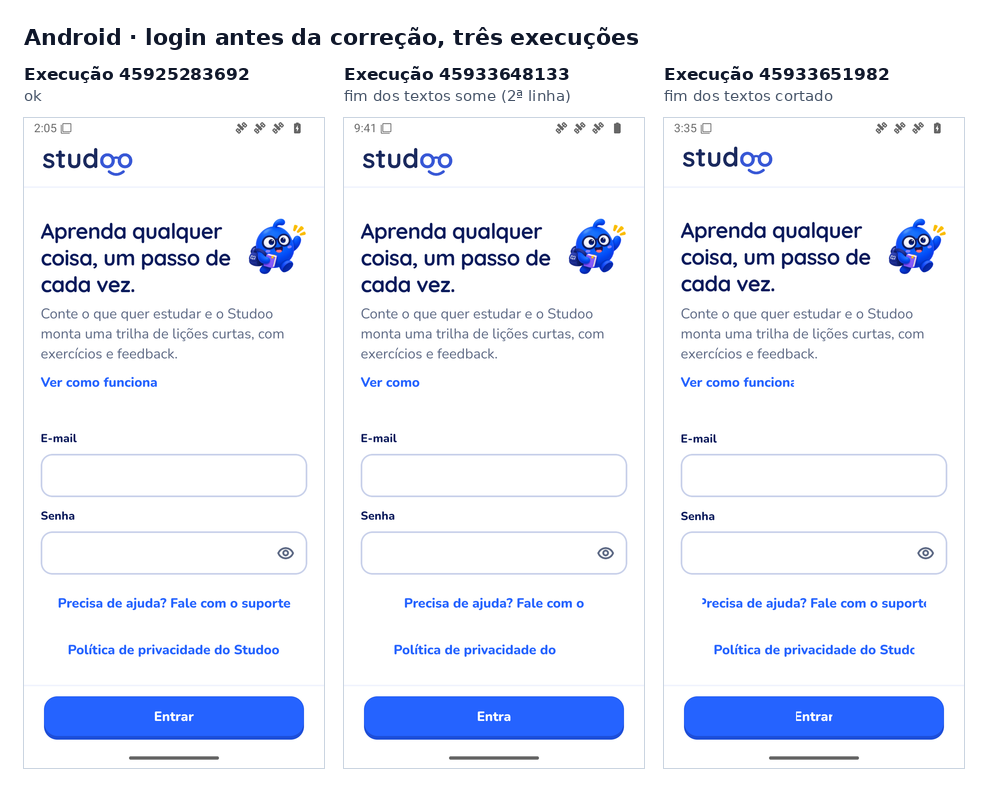 Android · login antes da correção, três execuções
Execução 45925283692
ok
2:05
studoo
Aprenda qualquer
coisa, um passo de
cada vez.
Conte o que quer estudar e o Studoo
monta uma trilha de lições curtas, com
exercícios e feedback.
Ver como funciona
E-mail
Senha
Precisa de ajuda? Fale com o suporte
Política de privacidade do Studoo
Entrar
Execução 45933648133
fim dos textos some (2ª linha)
9:41
studoo
Aprenda qualquer
coisa, um passo de
cada vez.
Conte o que quer estudar e o Studoo
monta uma trilha de lições curtas, com
exercícios e feedback.
Ver como
E-mail
Senha
Precisa de ajuda? Fale com o
Política de privacidade do
Entra
Execução 45933651982
fim dos textos cortado
3:35
studoo
Aprenda qualquer
coisa, um passo de
cada vez.
Conte o que quer estudar e o Studoo
monta uma trilha de lições curtas, com
exercícios e feedback.
Ver como funciona
E-mail
Senha
Precisa de ajuda? Fale com o suporte
Política de privacidade do Studo
Entrar